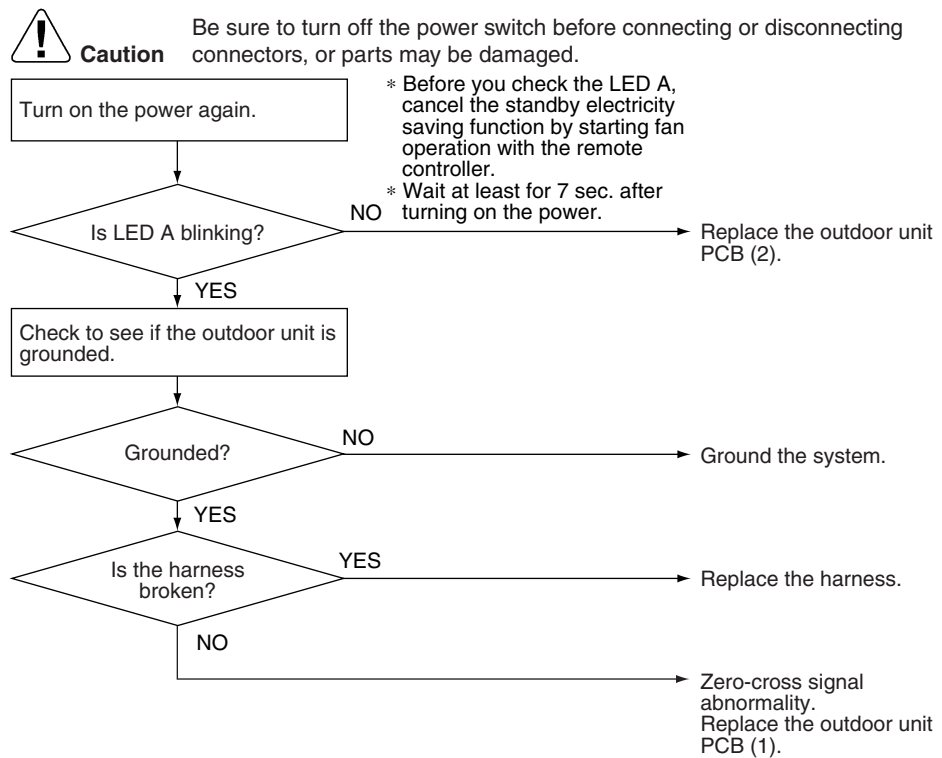 Be sure to turn off the power switch before connecting or disconnecting
Caution connectors, or parts may be damaged.
Turn on the power again.
* Before you check the LED A,
cancel the standby electricity
saving function by starting fan
operation with the remote
controller.
* Wait at least for 7 sec. after
turning on the power.
Is LED A blinking?
NO
Replace the outdoor unit
PCB (2).
YES
Check to see if the outdoor unit is
grounded.
Grounded?
NO
Ground the system.
YES
Is the harness
broken?
YES
Replace the harness.
NO
Zero-cross signal
abnormality.
Replace the outdoor unit
PCB (1).